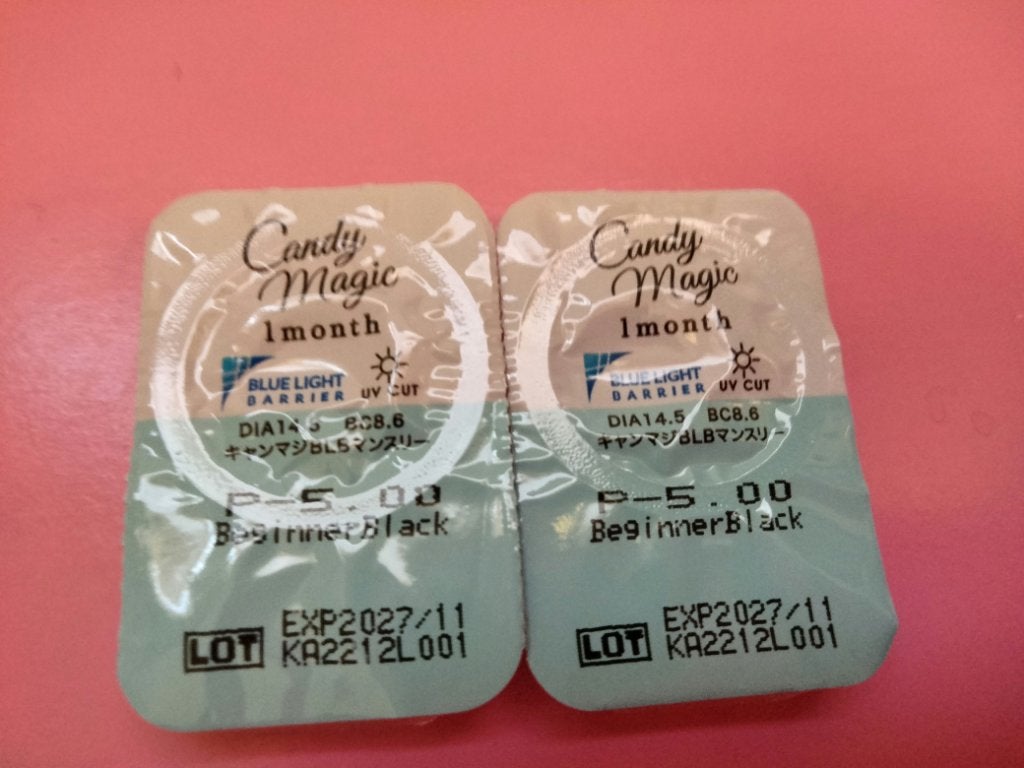 Candy
Magic
1month
BLUE LIGHT
BARRIER
UV CUT
DIA14.5 BC8.6
キャンマジBLBマンスリー
P-5.00
BeginnerBlack
LOT
EXP2027/11
KA2212L001
Candy
Magic
1month
BLUE LIGHT
BARRIER
UV CUT
DIA14.5 BC8.6
キャンマジBLBマンスリー
P-5.00
BeginnerBlack
LOT
EXP2027/11
KA2212L001